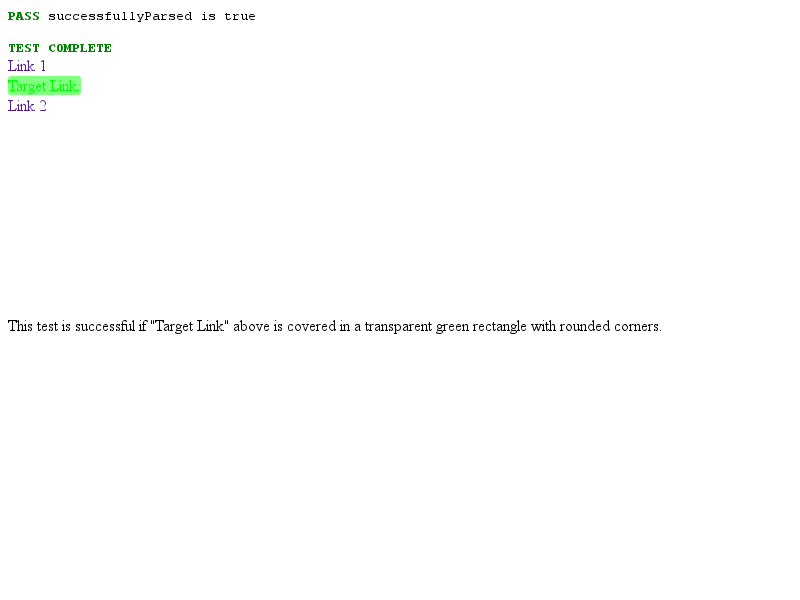 PASS successfullyParsed is true
TEST COMPLETE
Link 1
Target Link
Link 2
This test is successful if "Target Link" above is covered in a transparent green rectangle with rounded corners.